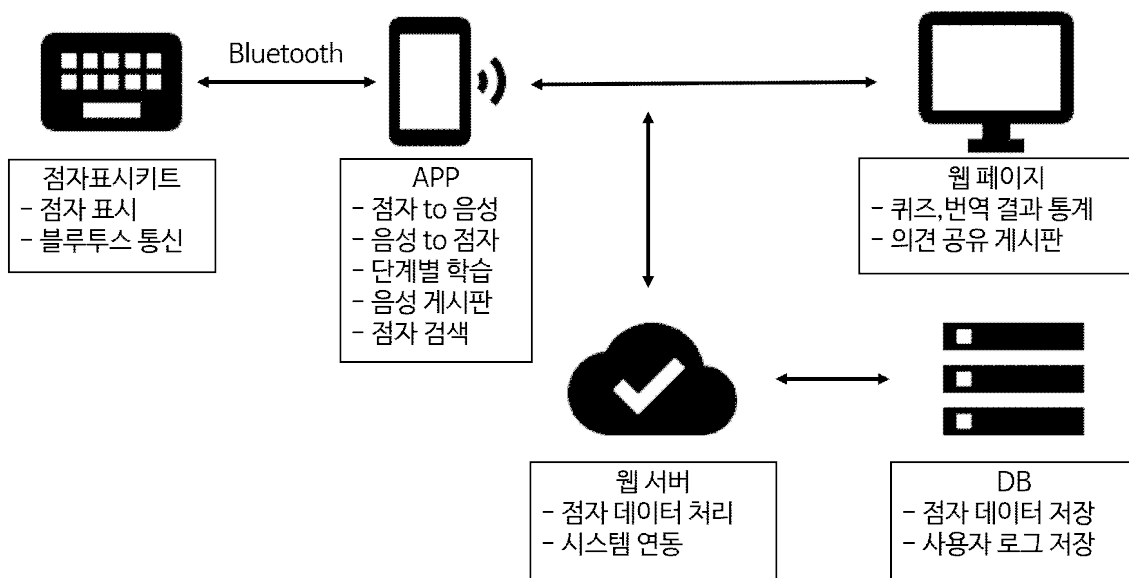 Bluetooth
점자표시키트
- 점자 표시
- 블루투스 통신
APP
- 점자 to 음성
- 음성 to 점자
- 단계별 학습
- 음성 게시판
- 점자 검색
웹 페이지
- 퀴즈,번역 결과 통계
- 의견 공유 게시판
웹 서버
- 점자 데이터 처리
- 시스템 연동
DB
- 점자 데이터 저장
- 사용자 로그 저장